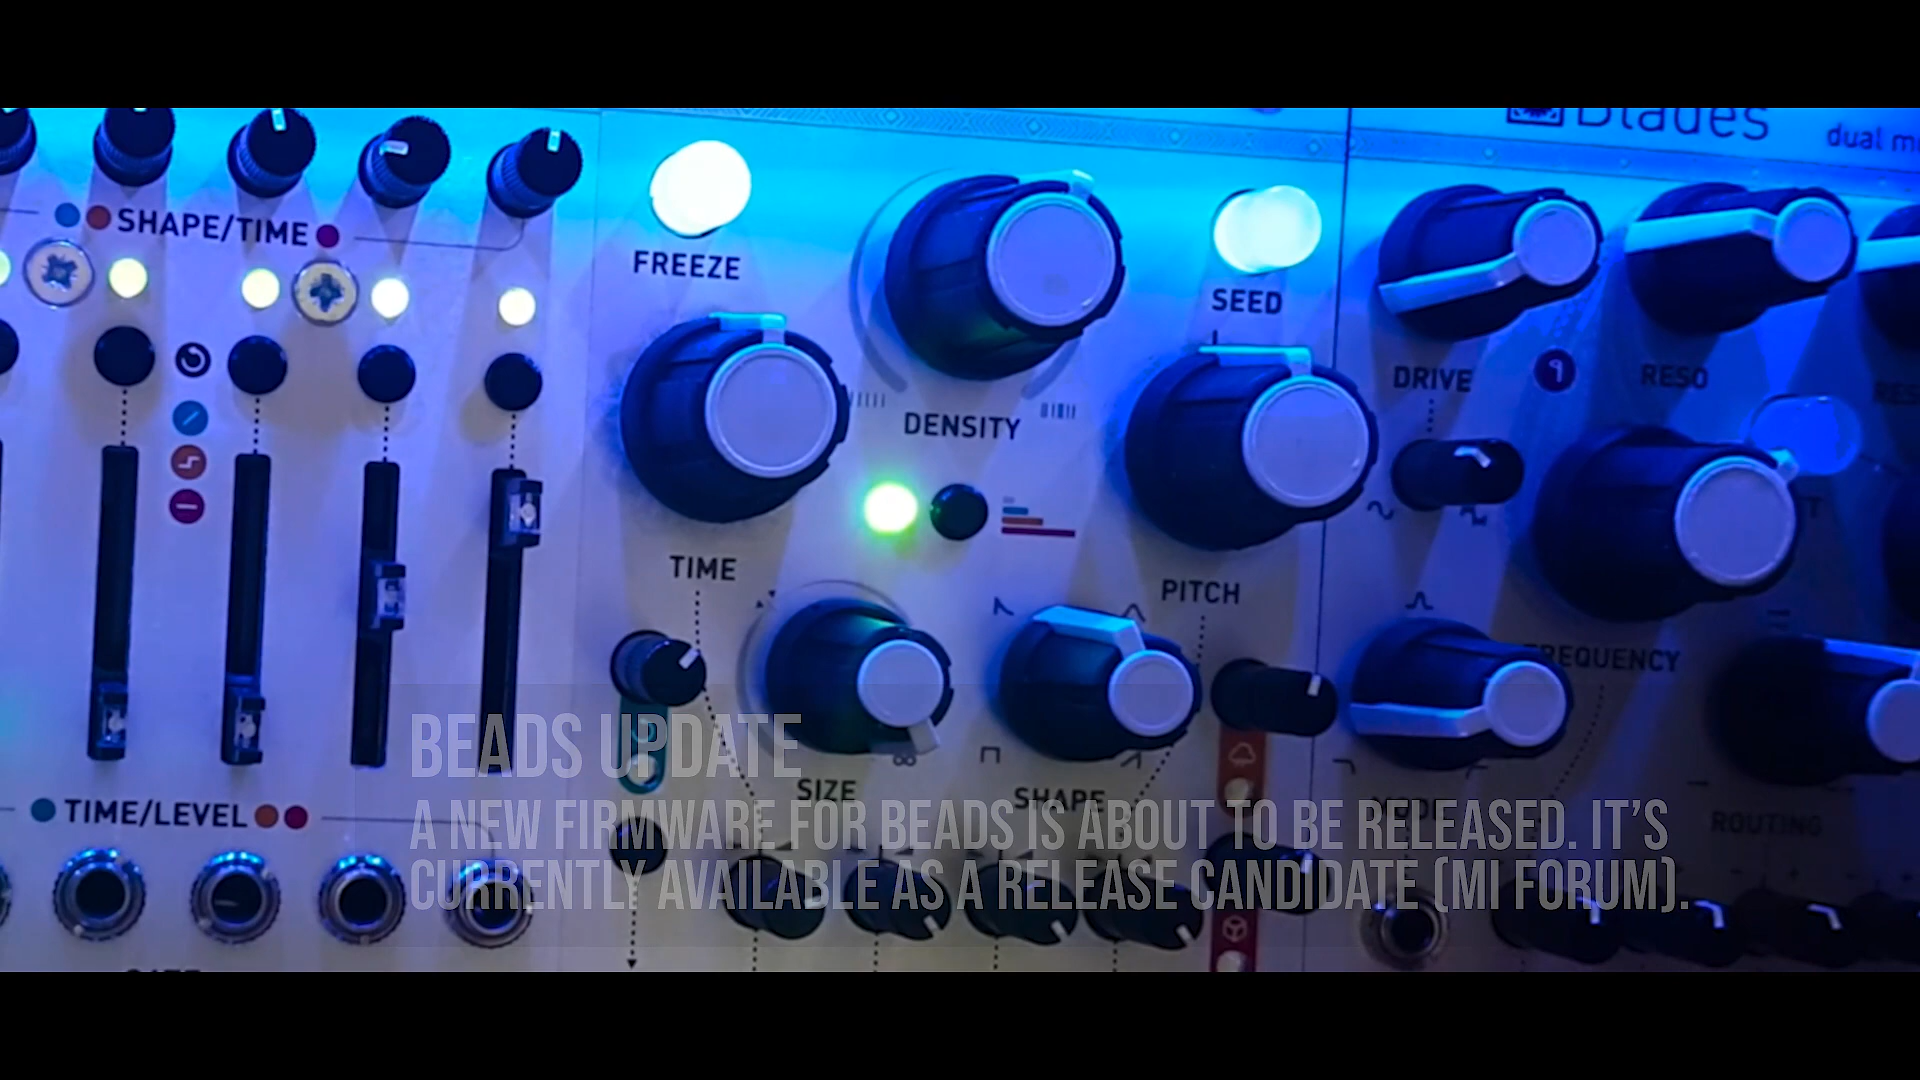 Blades
dual
SHAPE/TIME
FREEZE
SEED
DRIVE
RESO
DENSITY
TIME
PITCH
FREQUENCY
BEADS UPDATE
SIZE
SHAPE
MODE
TIME/LEVEL
ROUTING
A NEW FIRMWARE FOR BEADS IS ABOUT TO BE RELEASED. IT’S
CURRENTLY AVAILABLE AS A RELEASE CANDIDATE (MI FORUM).